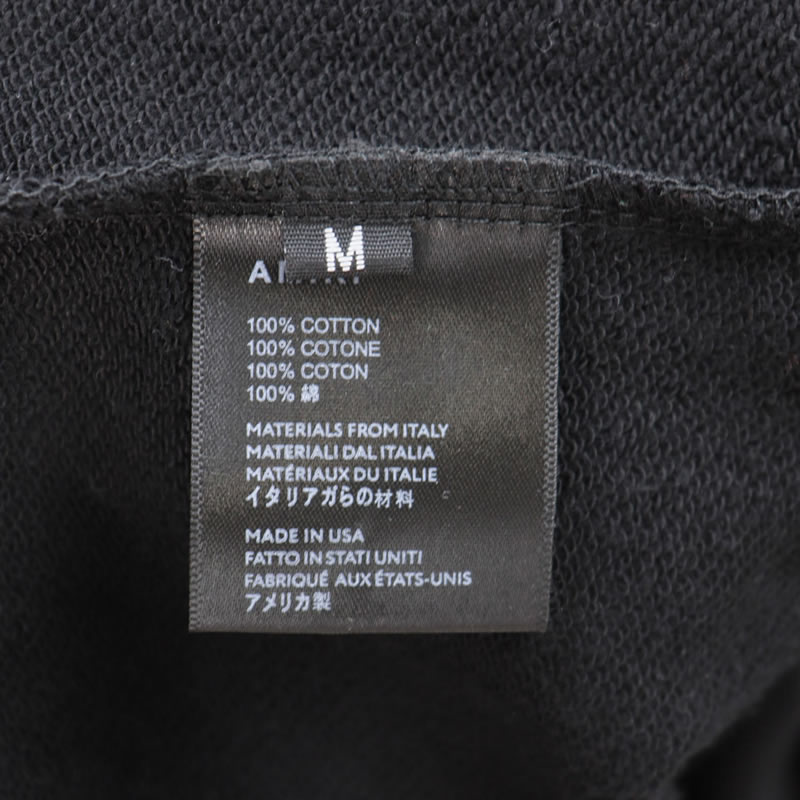 M
100% COTTON
100% COTONE
100% COTON
100% 綿
MATERIALS FROM ITALY
MATERIALI DAL ITALIA
MATÉRIAUX DU ITALIE
イタリアガらの材料
MADE IN USA
FATTO IN STATI UNITI
FABRIQUÉ AUX ÉTATS-UNIS
アメリカ製